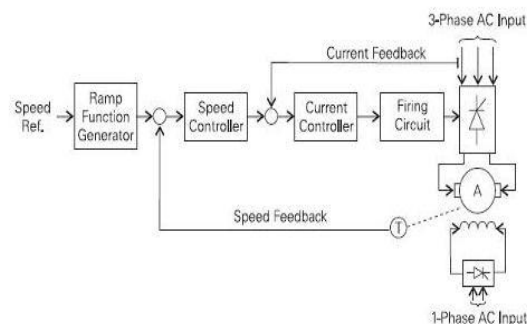 3-Phase AC Input
Current Feedback
Speed
Ref.
Ramp
Function
Generator
Speed
Controller
Current
Controller
Firing
Circuit
A
Speed Feedback
T
1-Phase AC Input